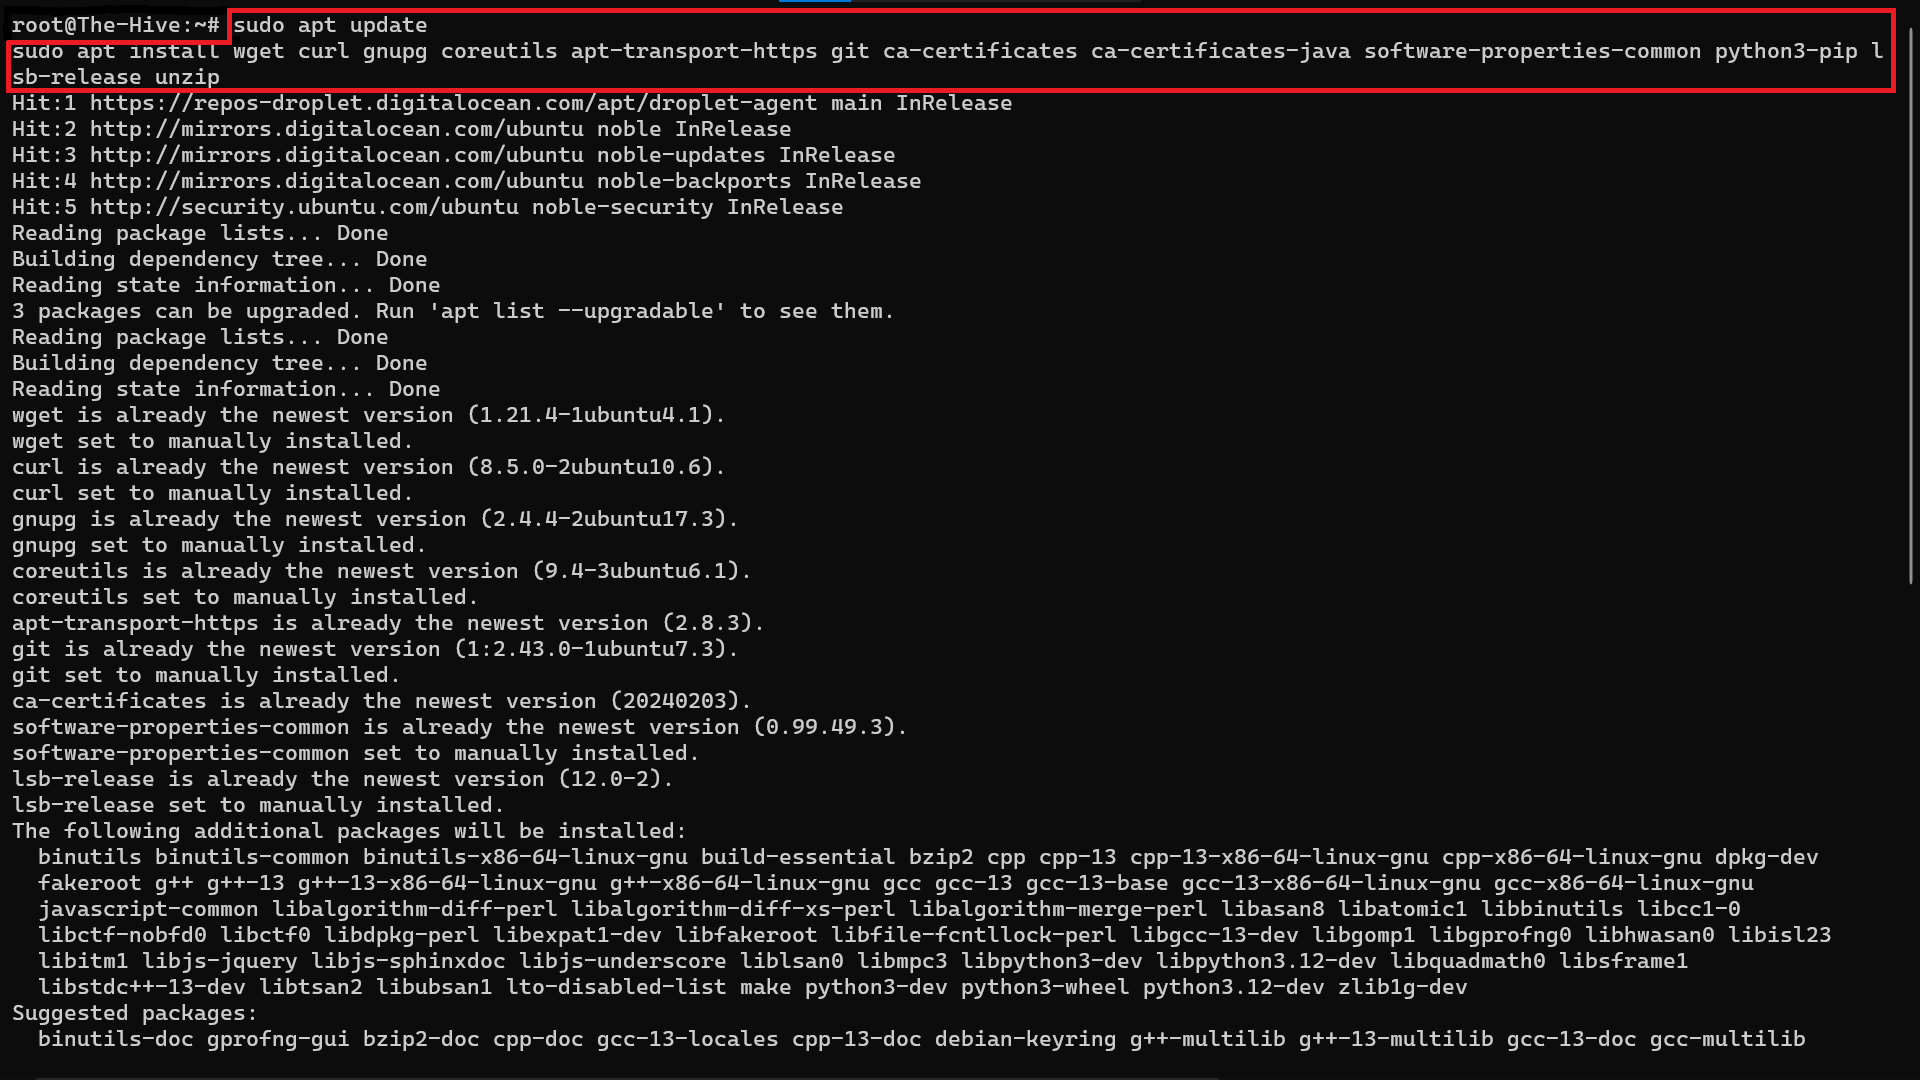 root@The-Hive:~# sudo apt update
sudo apt install wget curl gnupg coreutils apt-transport-https git ca-certificates ca-certificates-java software-properties-common python3-pip l
sb-release unzip
Hit:1 https://repos-droplet.digitalocean.com/apt/droplet-agent main InRelease
Hit:2 http://mirrors.digitalocean.com/ubuntu noble InRelease
Hit:3 http://mirrors.digitalocean.com/ubuntu noble-updates InRelease
Hit:4 http://mirrors.digitalocean.com/ubuntu noble-backports InRelease
Hit:5 http://security.ubuntu.com/ubuntu noble-security InRelease
Reading package lists... Done
Building dependency tree... Done
Reading state information... Done
3 packages can be upgraded. Run 'apt list --upgradable' to see them.
Reading package lists... Done
Building dependency tree... Done
Reading state information... Done
wget is already the newest version (1.21.4-1ubuntu4.1).
wget set to manually installed.
curl is already the newest version (8.5.0-2ubuntu10.6).
curl set to manually installed.
gnupg is already the newest version (2.4.4-2ubuntu17.3).
gnupg set to manually installed.
coreutils is already the newest version (9.4-3ubuntu6.1).
coreutils set to manually installed.
apt-transport-https is already the newest version (2.8.3).
git is already the newest version (1:2.43.0-1ubuntu7.3).
git set to manually installed.
ca-certificates is already the newest version (20240203).
software-properties-common is already the newest version (0.99.49.3).
software-properties-common set to manually installed.
lsb-release is already the newest version (12.0-2).
lsb-release set to manually installed.
The following additional packages will be installed:
  binutils binutils-common binutils-x86-64-linux-gnu build-essential bzip2 cpp cpp-13 cpp-13-x86-64-linux-gnu cpp-x86-64-linux-gnu dpkg-dev
  fakeroot g++ g++-13 g++-13-x86-64-linux-gnu g++-x86-64-linux-gnu gcc gcc-13 gcc-13-base gcc-13-x86-64-linux-gnu gcc-x86-64-linux-gnu
  javascript-common libalgorithm-diff-perl libalgorithm-diff-xs-perl libalgorithm-merge-perl libasan8 libatomic1 libbinutils libcc1-0
  libctf-nobfd0 libctf0 libdpkg-perl libexpat1-dev libfakeroot libfile-fcntllock-perl libgcc-13-dev libgomp1 libgprofng0 libhwasan0 libisl23
  libitm1 libjs-jquery libjs-sphinxdoc libjs-underscore liblsan0 libmpc3 libpython3-dev libpython3.12-dev libquadmath0 libsframe1
  libstdc++-13-dev libtsan2 libubsan1 lto-disabled-list make python3-dev python3-wheel python3.12-dev zlib1g-dev
Suggested packages:
  binutils-doc gprofng-gui bzip2-doc cpp-doc gcc-13-locales cpp-13-doc debian-keyring g++-multilib g++-13-multilib gcc-13-doc gcc-multilib